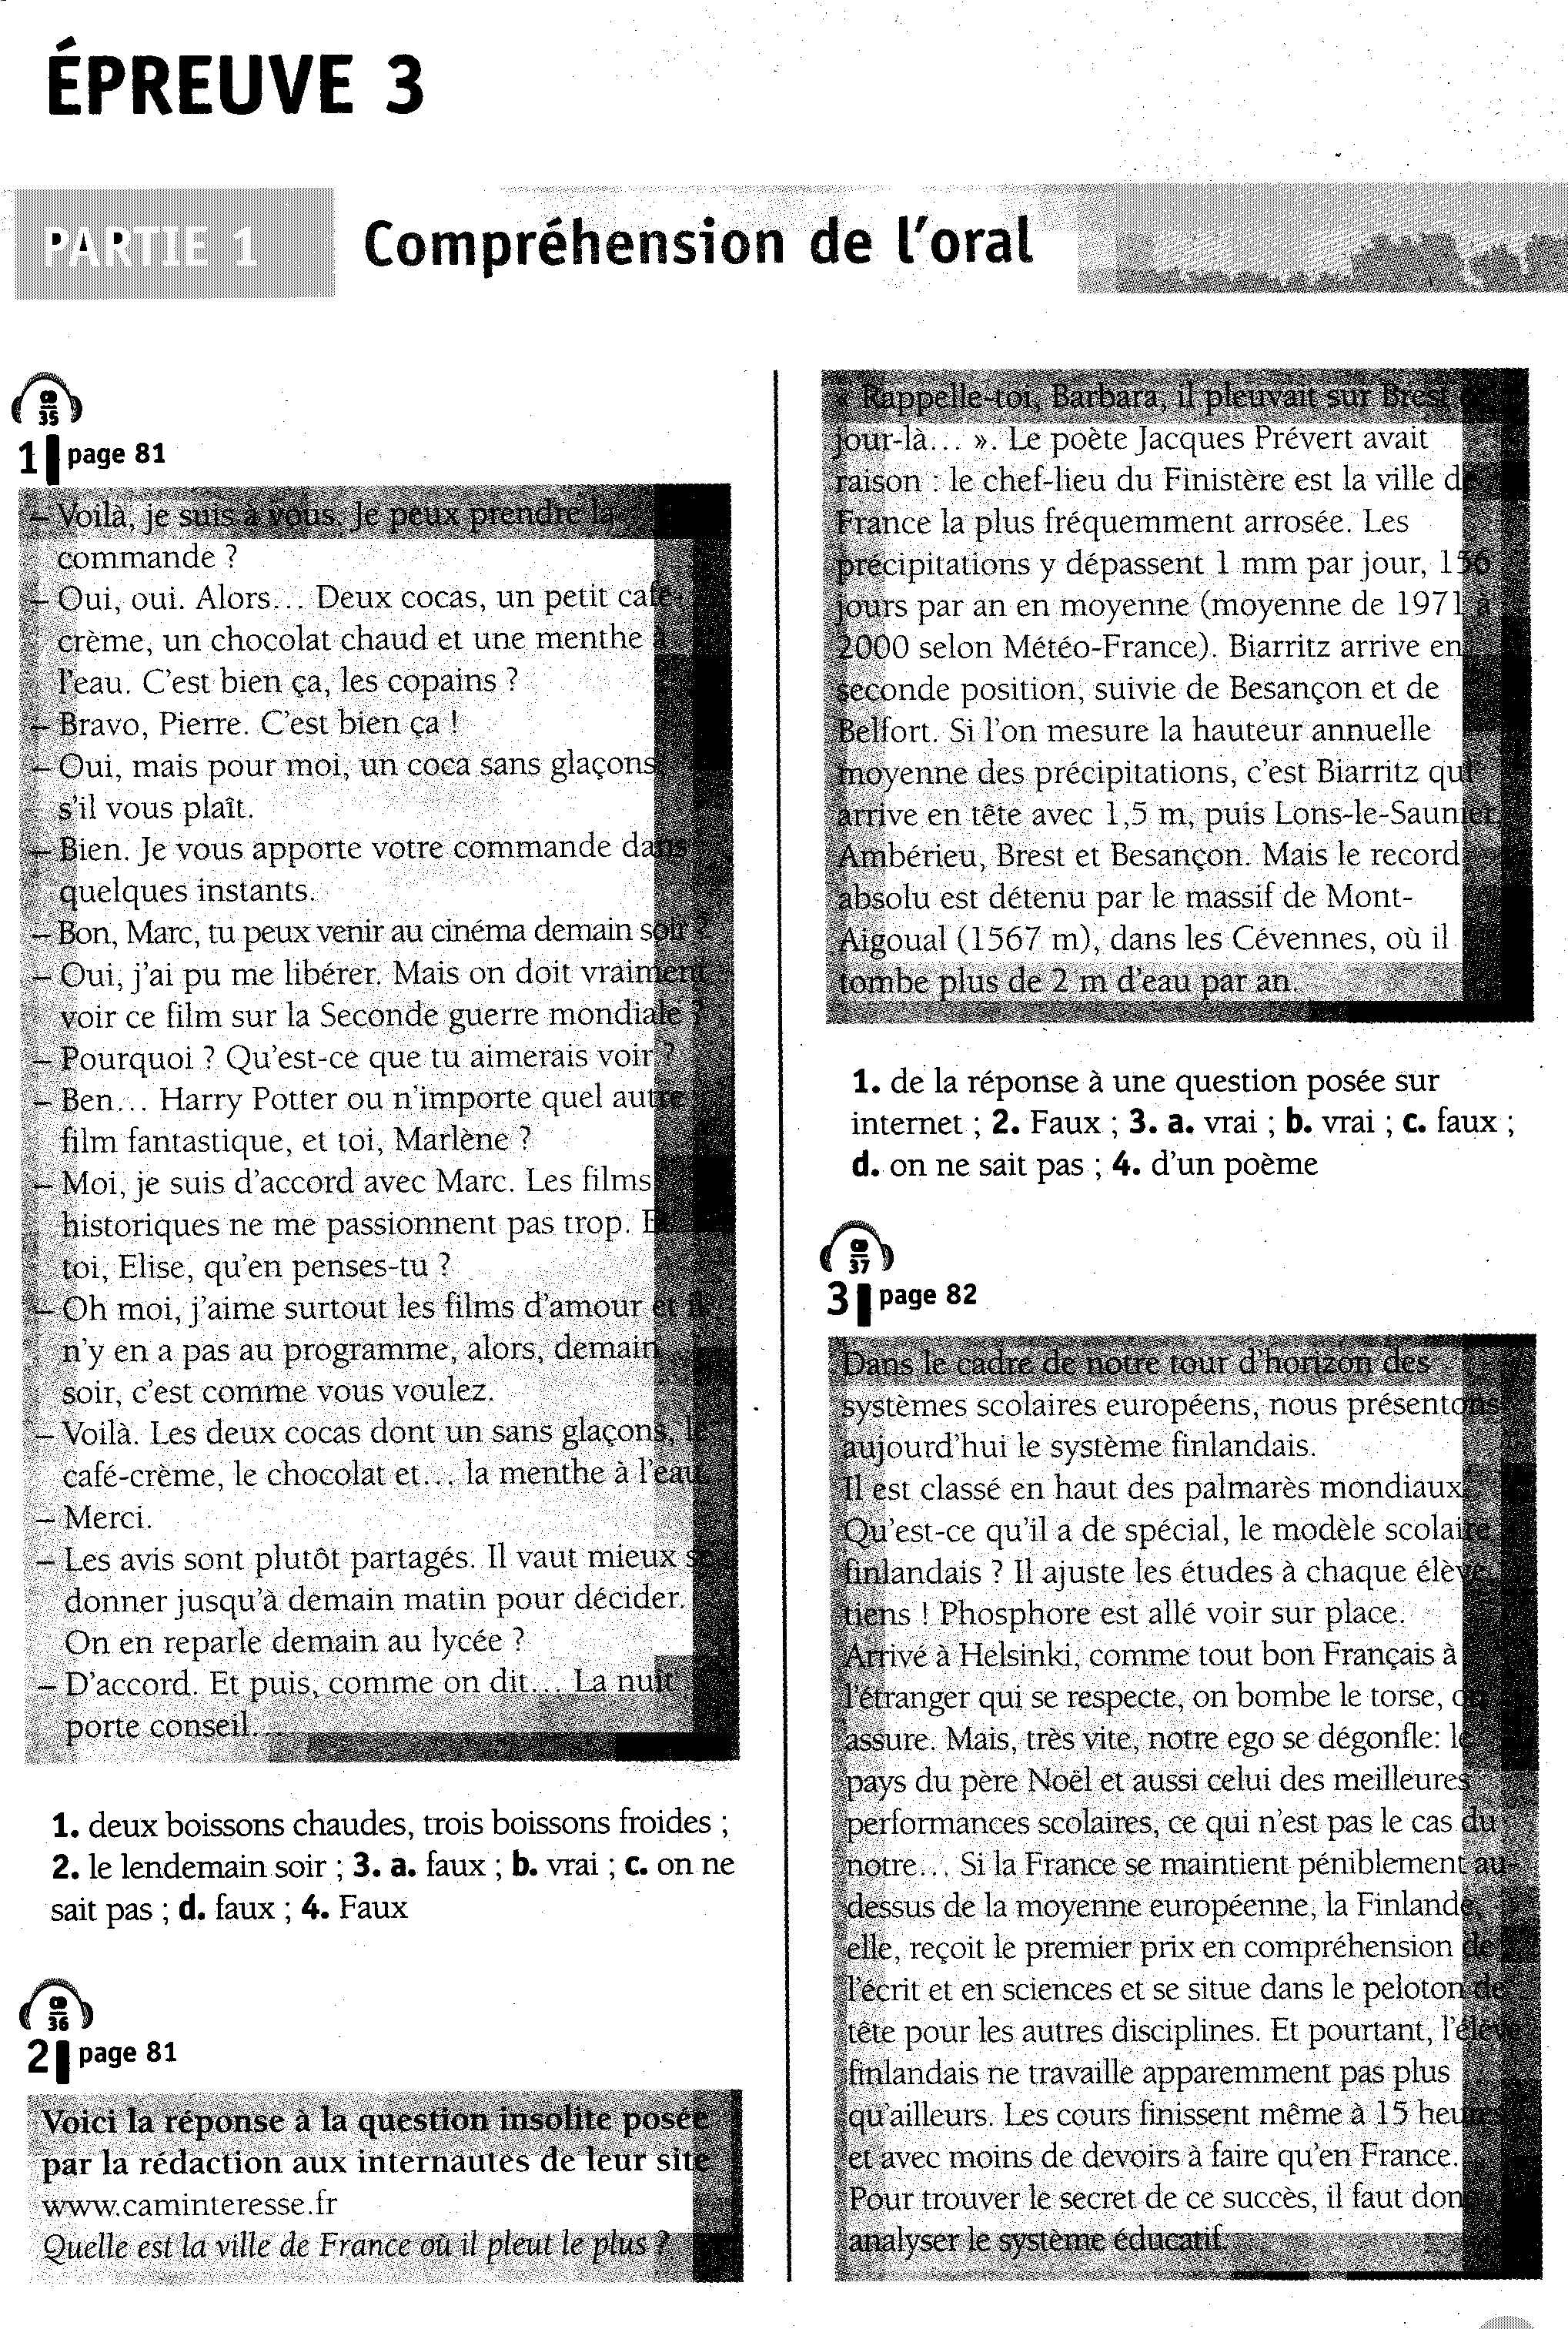 ÉPREUVE 3
PARTIE 1
Compréhension de l'oral
35
1 page 81
– Voilà, je suis à vous. Je peux prendre la
commande ?
– Oui, oui. Alors... Deux cocas, un petit café-
crème, un chocolat chaud et une menthe à
l'eau. C'est bien ça, les copains ?
– Bravo, Pierre. C'est bien ça !
– Oui, mais pour moi, un coca sans glaçons
s'il vous plaît.
– Bien. Je vous apporte votre commande dans
quelques instants.
– Bon, Marc, tu peux venir au cinéma demain soir ?
– Oui, j'ai pu me libérer. Mais on doit vraiment
voir ce film sur la Seconde guerre mondiale ?
– Pourquoi ? Qu'est-ce que tu aimerais voir ?
– Ben... Harry Potter ou n'importe quel autre
film fantastique, et toi, Marlène ?
– Moi, je suis d'accord avec Marc. Les films
historiques ne me passionnent pas trop. Et
toi, Elise, qu'en penses-tu ?
– Oh moi, j'aime surtout les films d'amour et il
n'y en a pas au programme, alors, demain
soir, c'est comme vous voulez.
– Voilà. Les deux cocas dont un sans glaçons, le
café-crème, le chocolat et... la menthe à l'eau.
– Merci.
– Les avis sont plutôt partagés. Il vaut mieux se
donner jusqu'à demain matin pour décider.
On en reparle demain au lycée ?
– D'accord. Et puis, comme on dit... La nuit
porte conseil...
1. deux boissons chaudes, trois boissons froides ;
2. le lendemain soir ; 3. a. faux ; b. vrai ; c. on ne
sait pas ; d. faux ; 4. Faux
36
2 page 81
Voici la réponse à la question insolite posée
par la rédaction aux internautes de leur site
www.caminteresse.fr
Quelle est la ville de France où il pleut le plus ?
« Rappelle-toi, Barbara, il pleuvait sur Brest
jour-là... ». Le poète Jacques Prévert avait
raison : le chef-lieu du Finistère est la ville de
France la plus fréquemment arrosée. Les
précipitations y dépassent 1 mm par jour, 156
jours par an en moyenne (moyenne de 1971 à
2000 selon Météo-France). Biarritz arrive en
seconde position, suivie de Besançon et de
Belfort. Si l'on mesure la hauteur annuelle
moyenne des précipitations, c'est Biarritz qui
arrive en tête avec 1,5 m, puis Lons-le-Saunier,
Ambérieu, Brest et Besançon. Mais le record
absolu est détenu par le massif de Mont-
Aigoual (1567 m), dans les Cévennes, où il
tombe plus de 2 m d'eau par an.
1. de la réponse à une question posée sur
internet ; 2. Faux ; 3. a. vrai ; b. vrai ; c. faux ;
d. on ne sait pas ; 4. d'un poème
37
3 page 82
Dans le cadre de notre tour d'horizon des
systèmes scolaires européens, nous présentons
aujourd'hui le système finlandais.
Il est classé en haut des palmarès mondiaux.
Qu'est-ce qu'il a de spécial, le modèle scolaire
finlandais ? Il ajuste les études à chaque élève,
tiens ! Phosphore est allé voir sur place.
Arrivé à Helsinki, comme tout bon Français à
l'étranger qui se respecte, on bombe le torse, on
assure. Mais, très vite, notre ego se dégonfle: le
pays du père Noël et aussi celui des meilleures
performances scolaires, ce qui n'est pas le cas du
notre... Si la France se maintient péniblement au-
dessus de la moyenne européenne, la Finlande,
elle, reçoit le premier prix en compréhension de
l'écrit et en sciences et se situe dans le peloton de
tête pour les autres disciplines. Et pourtant, l'élève
finlandais ne travaille apparemment pas plus
qu'ailleurs. Les cours finissent même à 15 heures
et avec moins de devoirs à faire qu'en France.
Pour trouver le secret de ce succès, il faut donc
analyser le système éducatif.